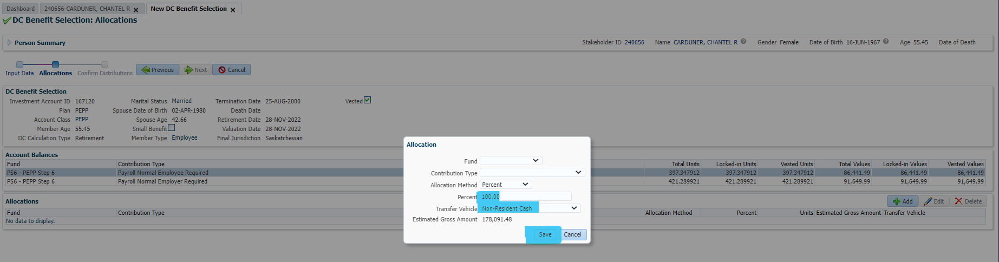 Dashboard 240656-CARDUNER, CHANTEL R New DC Benefit Selection
DC Benefit Selection: Allocations
Person Summary Stakeholder ID 240656 Name CARDUNER, CHANTEL R Gender Female Date of Birth 16-JUN-1967 Age 55.45 Date of Death
Input Data Allocations Confirm Distributions Previous Next Cancel
DC Benefit Selection
Investment Account ID 167120 Marital Status Married Termination Date 25-AUG-2000 Vested
Plan PEPP Spouse Date of Birth 02-APR-1980 Death Date
Account Class PEPP Spouse Age 42.66 Retirement Date 28-NOV-2022
Member Age 55.45 Small Benefit Valuation Date 28-NOV-2022
DC Calculation Type Retirement Member Type Employee Final Jurisdiction Saskatchewan
Account Balances
Fund Contribution Type Total Units Locked-in Units Vested Units Total Values Locked-in Values Vested Values
PS6 - PEPP Step 6 Payroll Normal Employee Required 397.347912 397.347912 397.347912 86,441.49 86,441.49 86,441.49
PS6 - PEPP Step 6 Payroll Normal Employer Required 421.289921 421.289921 421.289921 91,649.99 91,649.99 91,649.99
Allocations Add Edit Delete
Fund Contribution Type Allocation Method Percent Units Estimated Gross Amount Transfer Vehicle
No data to display.
Allocation
Fund
Contribution Type
Allocation Method Percent
Percent 100.00
Transfer Vehicle Non-Resident Cash
Estimated Gross Amount 178,091.48
Save Cancel